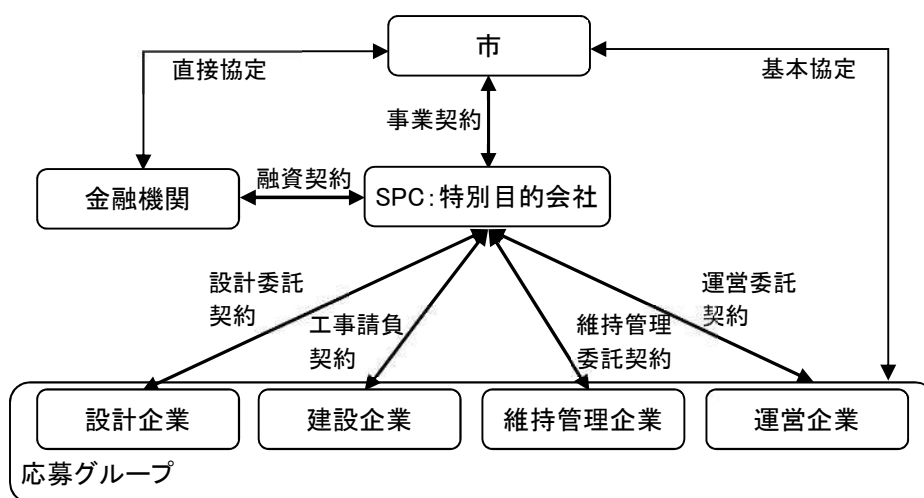 市
直接協定
基本協定
事業契約
金融機関
融資契約
SPC：特別目的会社
設計委託
契約
工事請負
契約
維持管理
委託契約
運営委託
契約
設計企業
建設企業
維持管理企業
運営企業
応募グループ